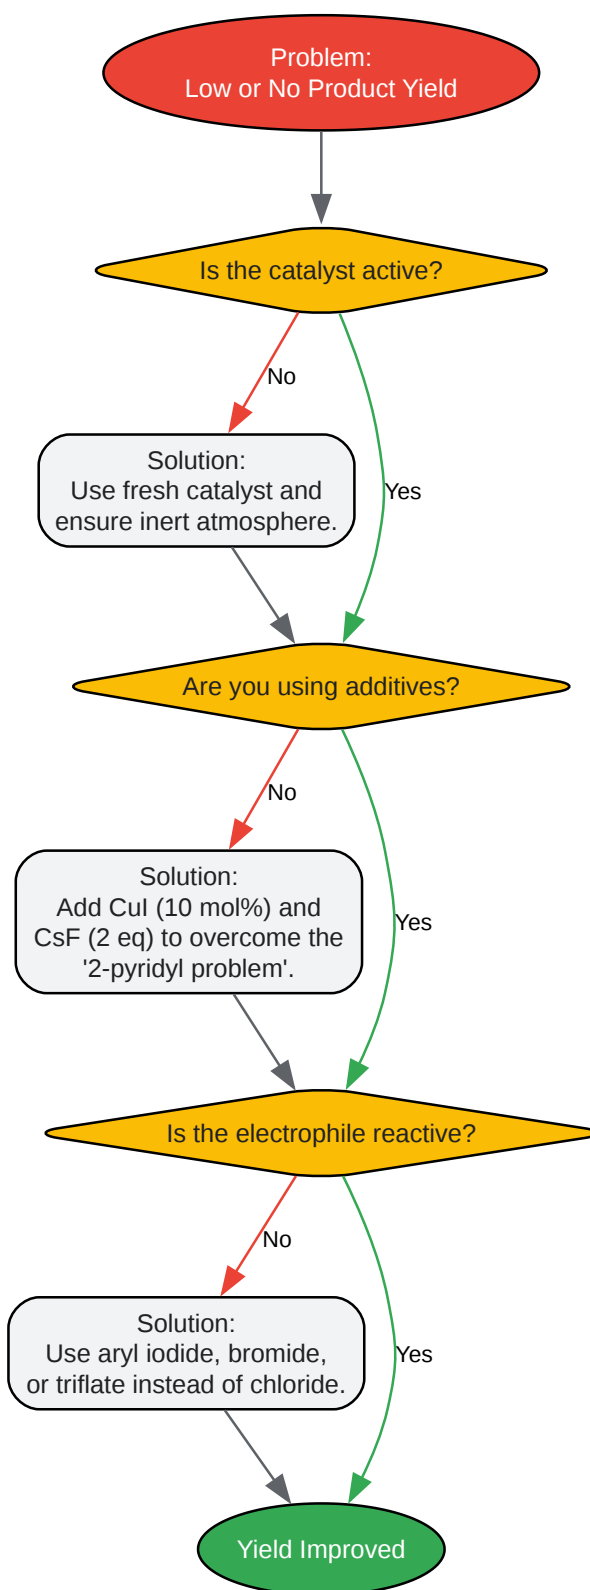 Problem:
Low or No Product Yield
Is the catalyst active?
No
Solution:
Use fresh catalyst and
ensure inert atmosphere.
Yes
Are you using additives?
No
Solution:
Add CuI (10 mol%) and
CsF (2 eq) to overcome the
'2-pyridyl problem'.
Yes
Is the electrophile reactive?
No
Solution:
Use aryl iodide, bromide,
or triflate instead of chloride.
Yes
Yield Improved